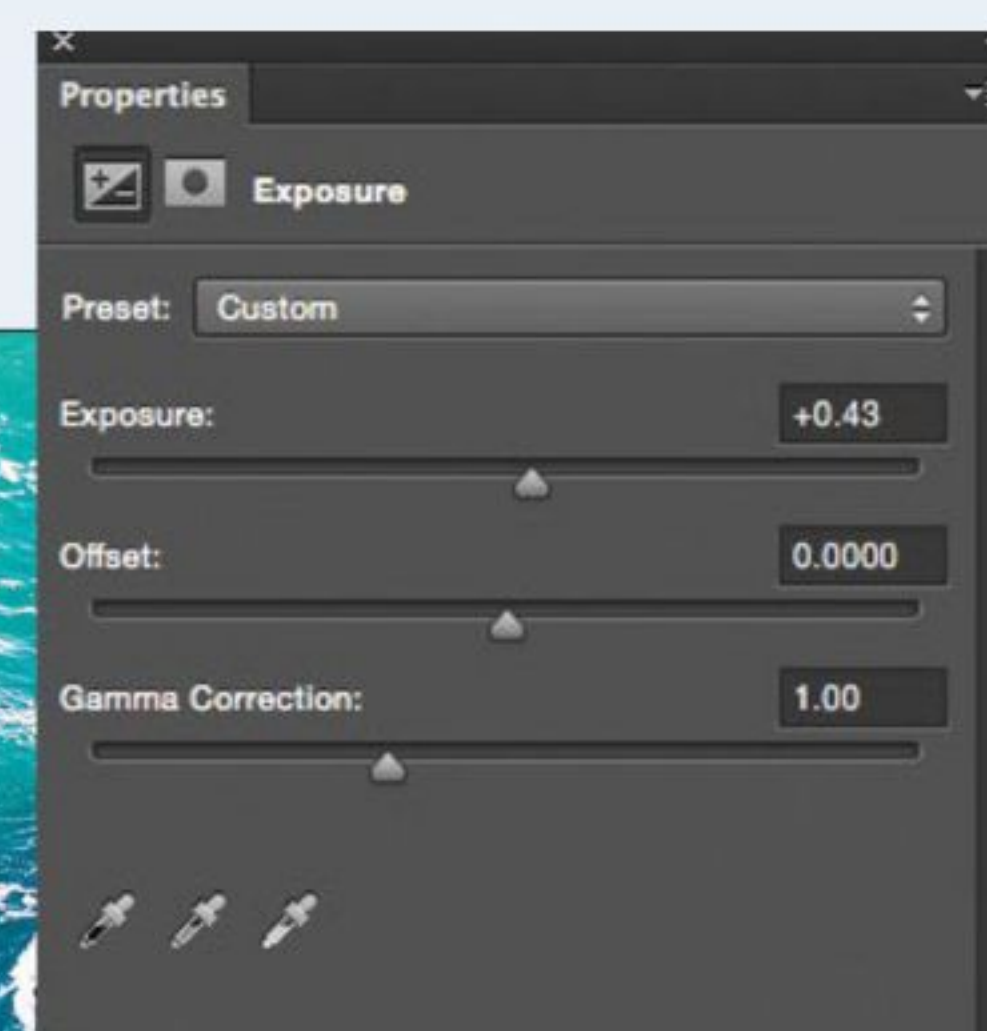 Properties
Exposure
Preset: Custom
Exposure: +0.43
Offset: 0.0000
Gamma Correction: 1.00